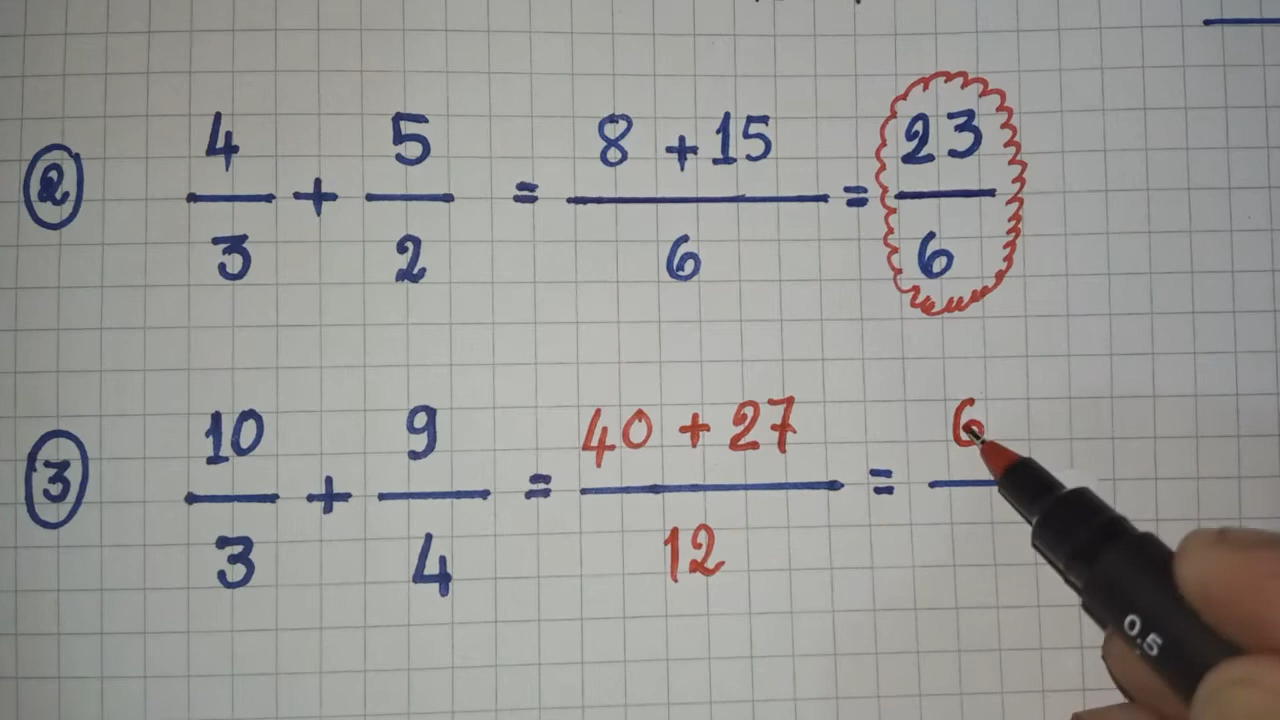 ② 4/3 + 5/2 = 8 + 15/6 = 23/6
③ 10/3 + 9/4 = 40 + 27/12 = 6
0.5